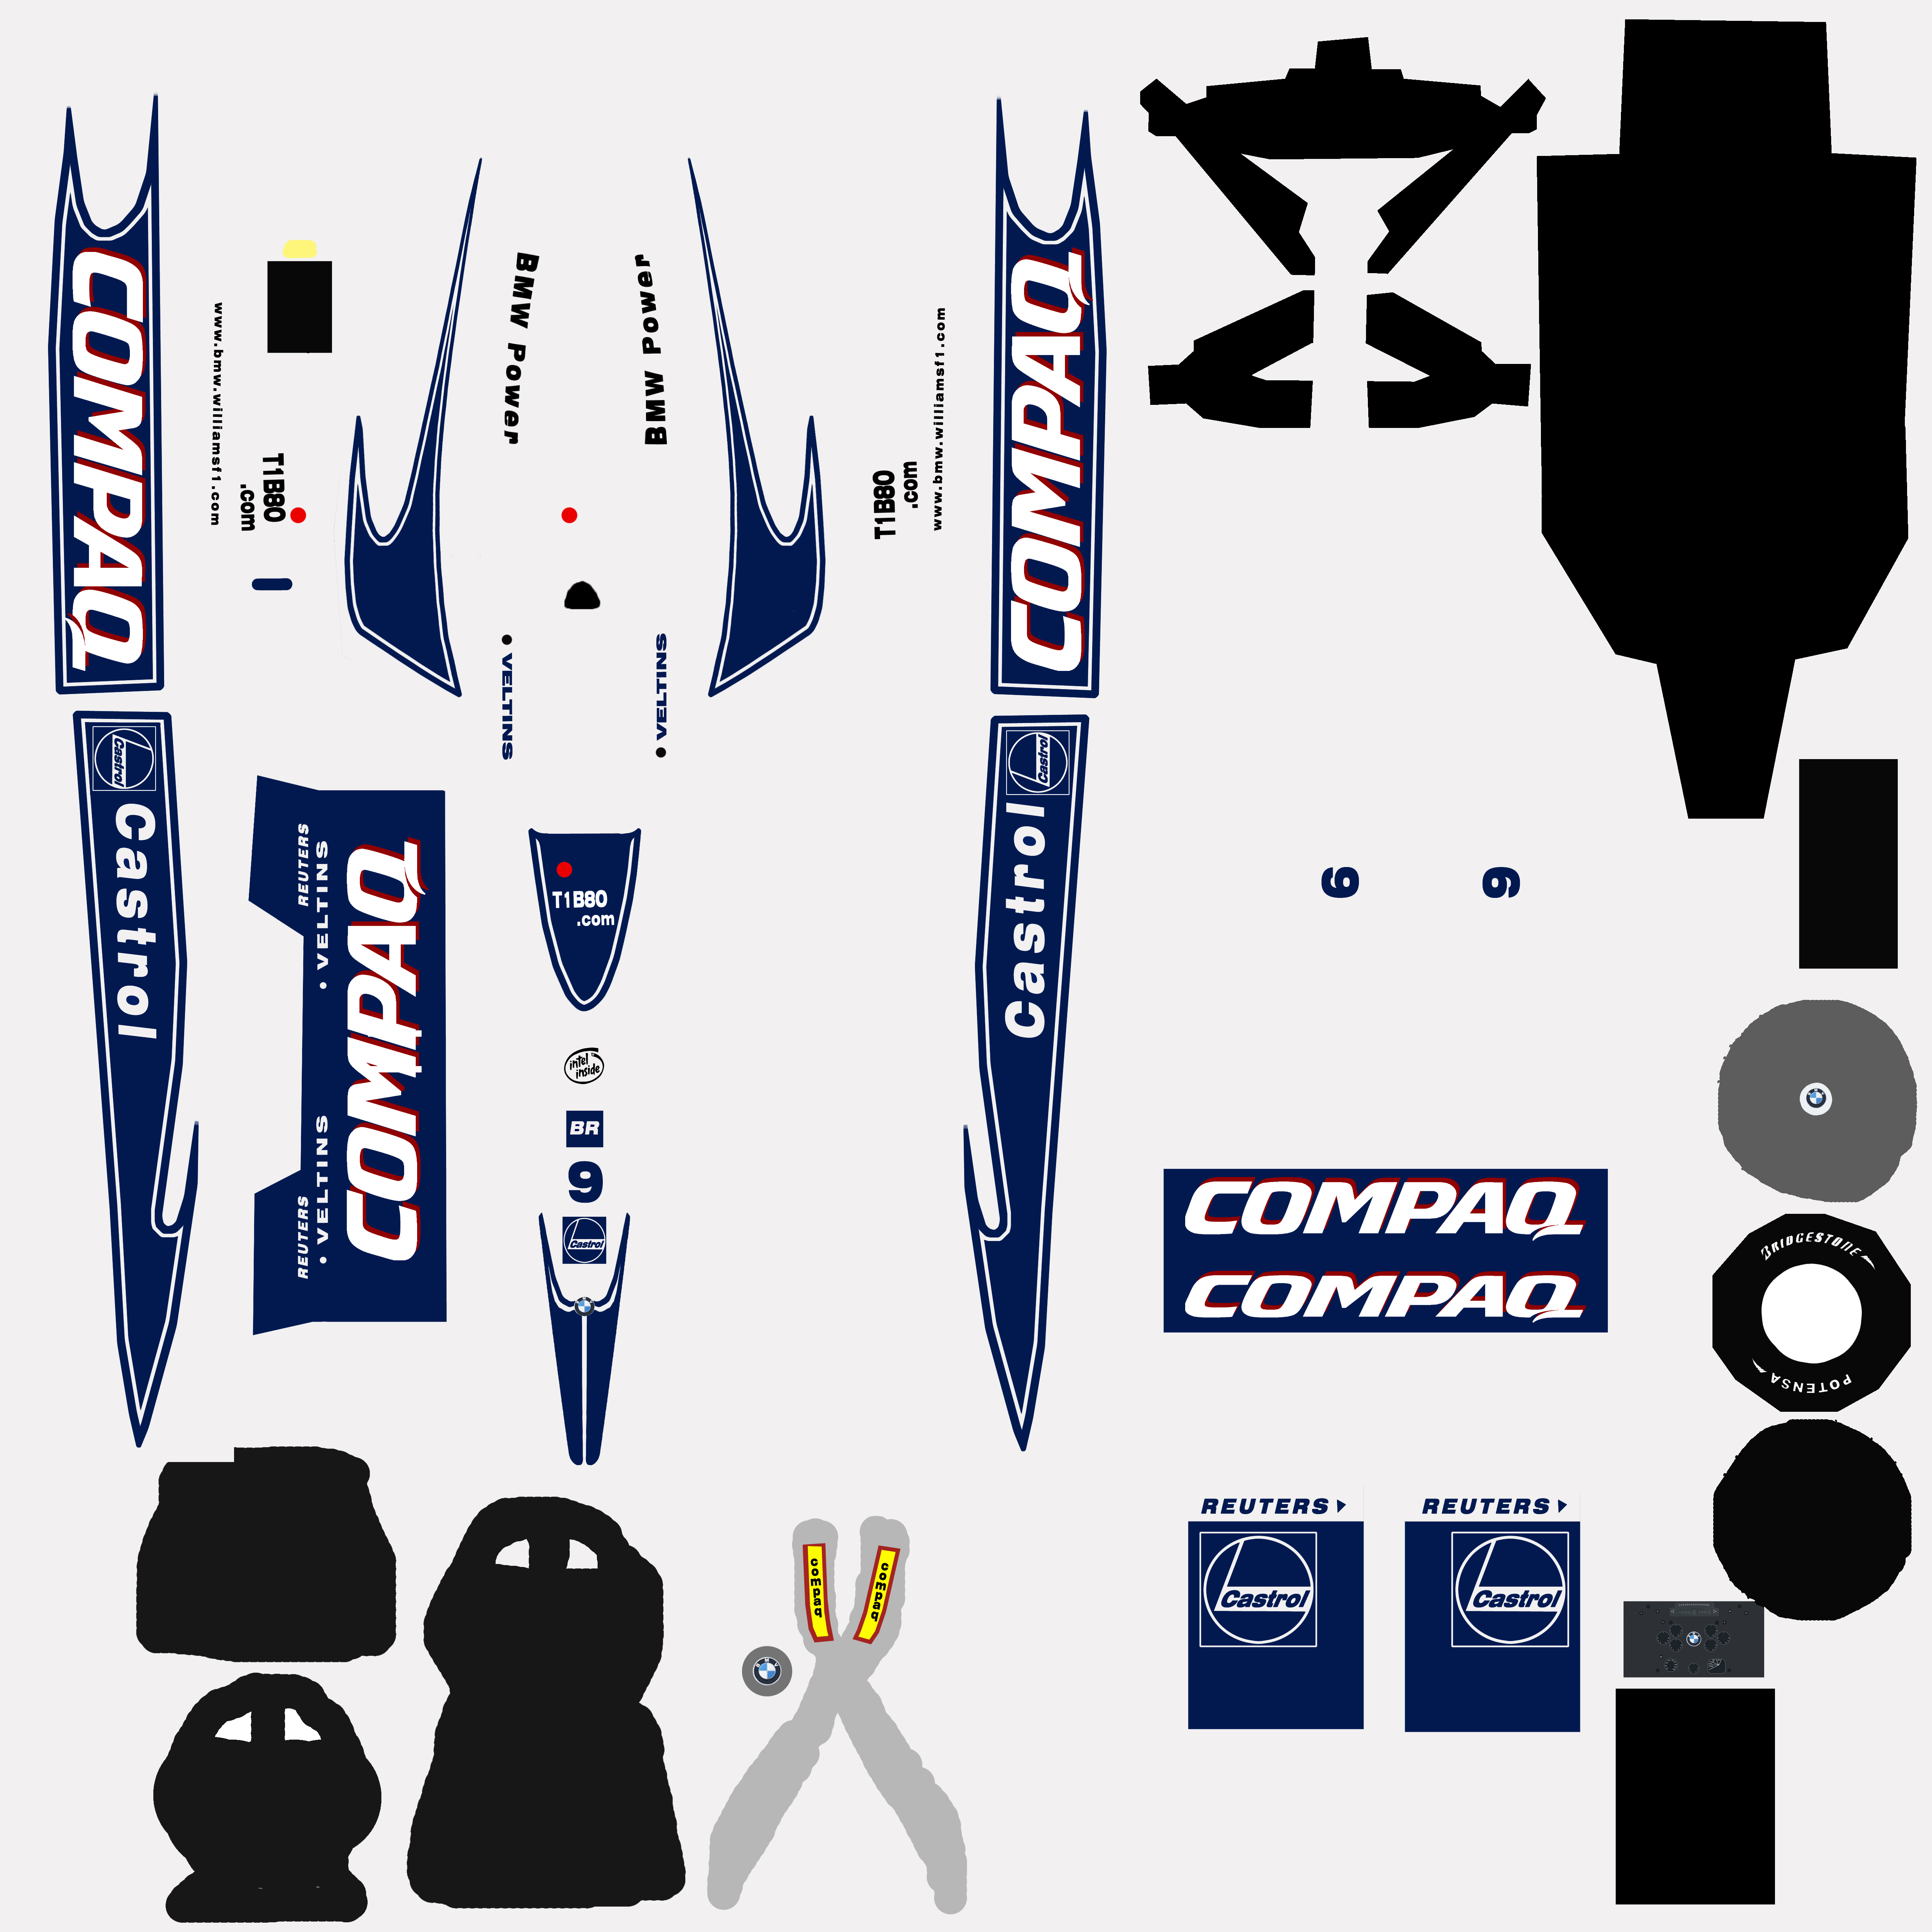 COMPAQ
www.bmw.williamsf1.com
T1B80
.com
BMW Power
BMW Power
T1B80
.com
www.bmw.williamsf1.com
COMPAQ
• VELTINS
• VELTINS
Castrol
Castrol
REUTERS
• VELTINS
REUTERS
• VELTINS
COMPAQ
T1B80
.com
intel
inside
BR
9
Castrol
Castrol
Castrol
9
9
COMPAQ
COMPAQ
BRIDGESTONE
POTENSA
REUTERS
Castrol
REUTERS
Castrol
compaq
compaq